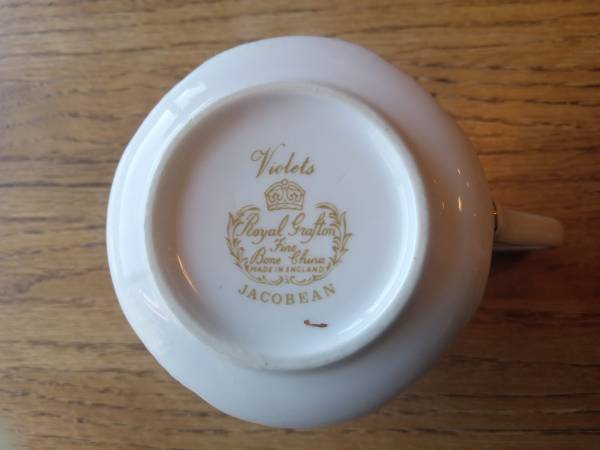 Violets
Royal Grafton
Fine
Bone China
MADE IN ENGLAND
JACOBEAN